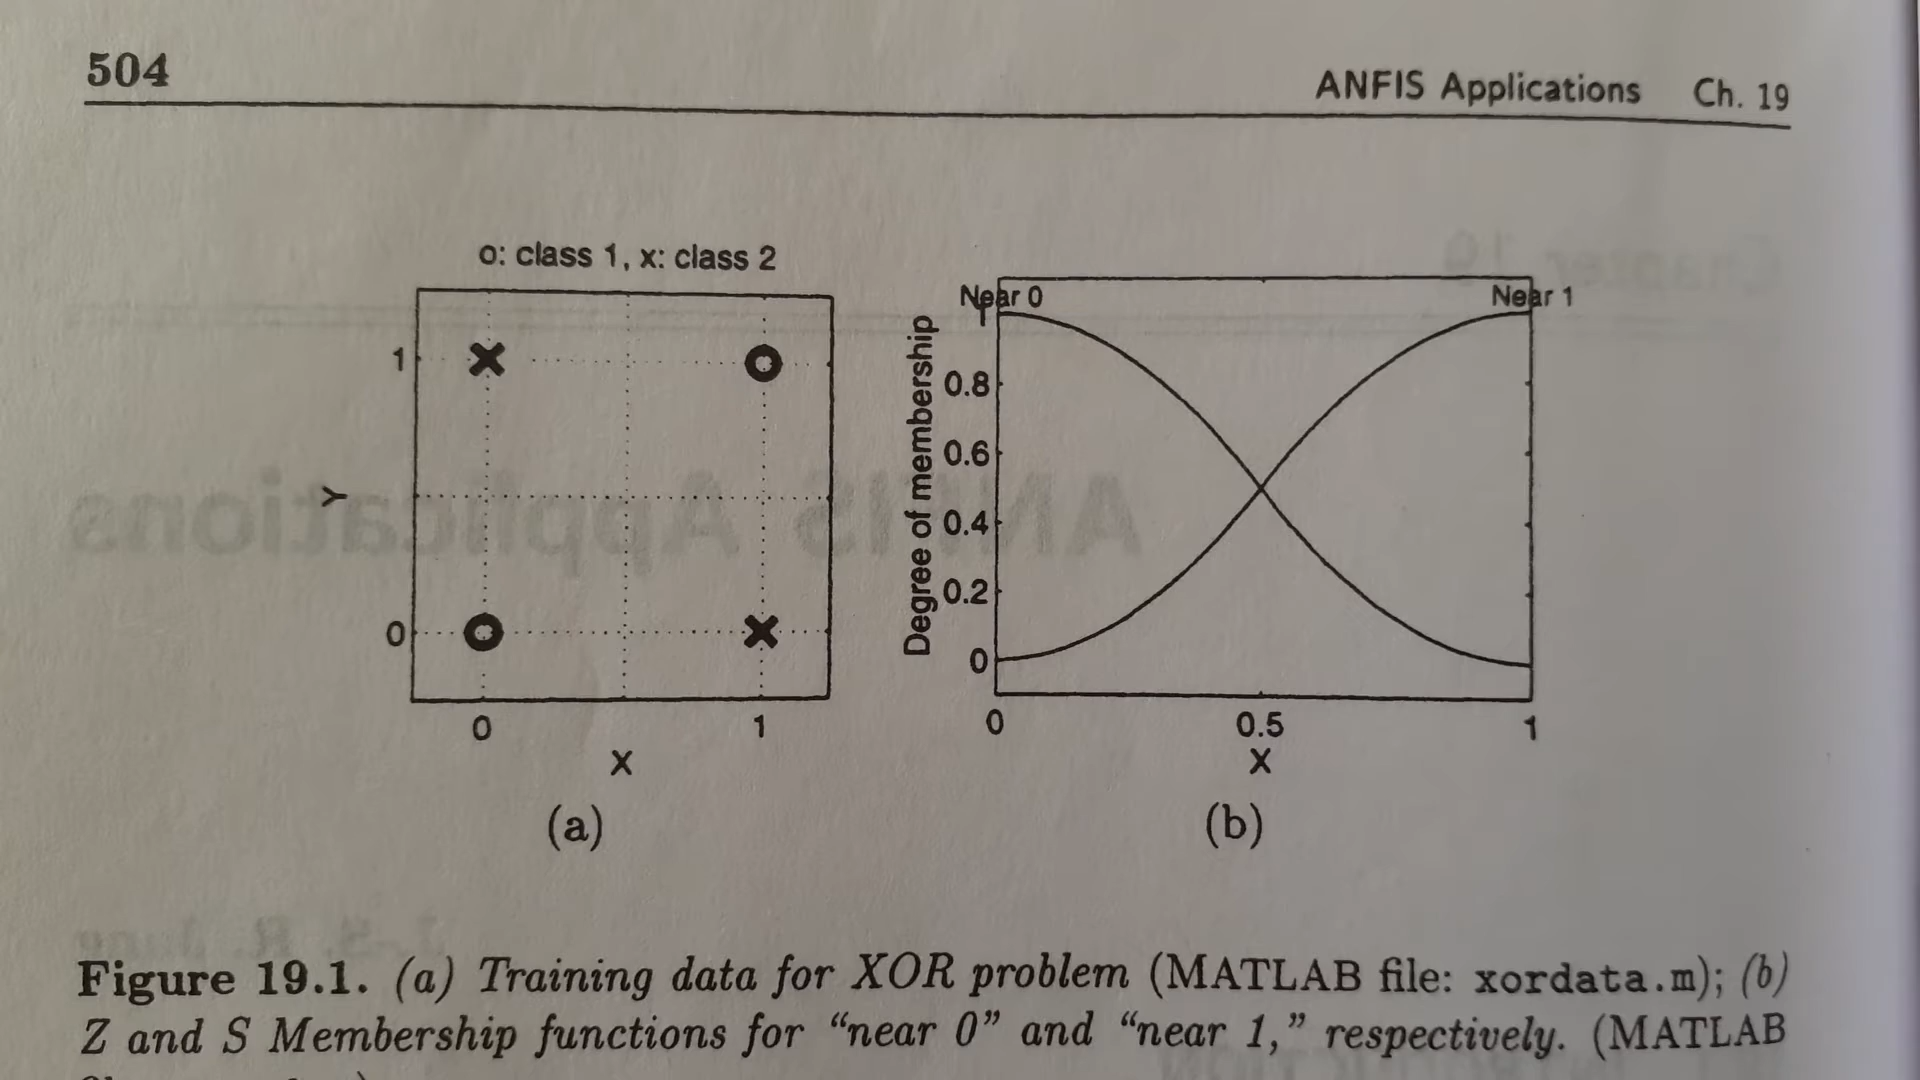 504
ANFIS Applications Ch. 19
o: class 1, x: class 2
1
0
Y
0 1
X
(a)
Near 0 Near 1
1
0.8
0.6
0.4
0.2
0
Degree of membership
0 0.5 1
X
(b)
Figure 19.1. (a) Training data for XOR problem (MATLAB file: xordata.m); (b)
Z and S Membership functions for “near 0” and “near 1,” respectively. (MATLAB